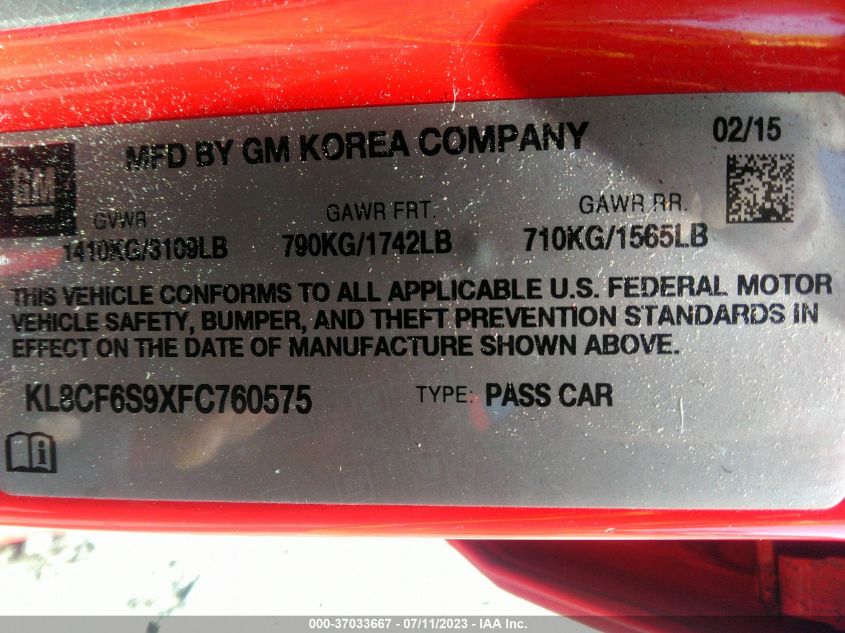 MFD BY GM KOREA COMPANY 02/15
GM
GVWR GAWR FRT. GAWR RR.
1410KG/3109LB 790KG/1742LB 710KG/1565LB
THIS VEHICLE CONFORMS TO ALL APPLICABLE U.S. FEDERAL MOTOR
VEHICLE SAFETY, BUMPER, AND THEFT PREVENTION STANDARDS IN
EFFECT ON THE DATE OF MANUFACTURE SHOWN ABOVE.
KL8CF6S9XFC760575 TYPE: PASS CAR
000-37033667 / 07/11/2023 - IAA Inc.